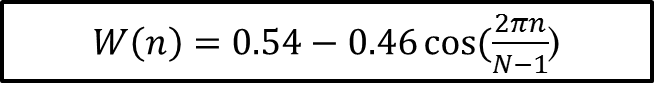 W(n) = 0.54 − 0.46 cos(2πn/N−1)